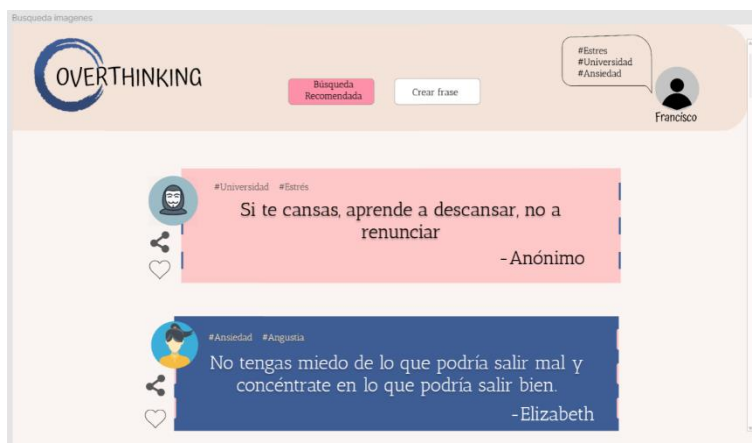 Busqueda imagenes
OVERTHINKING
Búsqueda
Recomendada
Crear frase
#Estres
#Universidad
#Ansiedad
Francisco
#Universidad #Estrés
Si te cansas, aprende a descansar, no a
renunciar
-Anónimo
#Ansiedad #Angustia
No tengas miedo de lo que podría salir mal y
concéntrate en lo que podría salir bien.
-Elizabeth